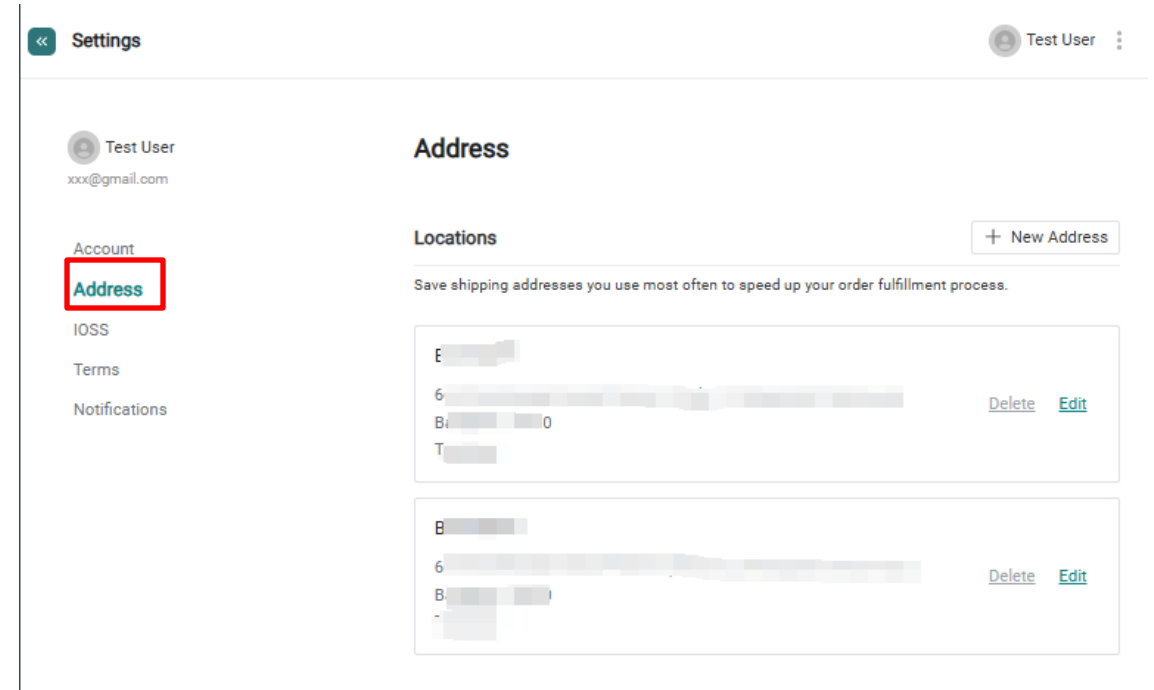 Settings
Test User
Test User
xxx@gmail.com
Account
Address
IOSS
Terms
Notifications
Address
Locations
+ New Address
Save shipping addresses you use most often to speed up your order fulfillment process.
Delete Edit
Delete Edit